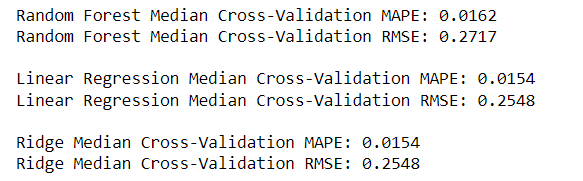 Random Forest Median Cross-Validation MAPE: 0.0162
Random Forest Median Cross-Validation RMSE: 0.2717
Linear Regression Median Cross-Validation MAPE: 0.0154
Linear Regression Median Cross-Validation RMSE: 0.2548
Ridge Median Cross-Validation MAPE: 0.0154
Ridge Median Cross-Validation RMSE: 0.2548